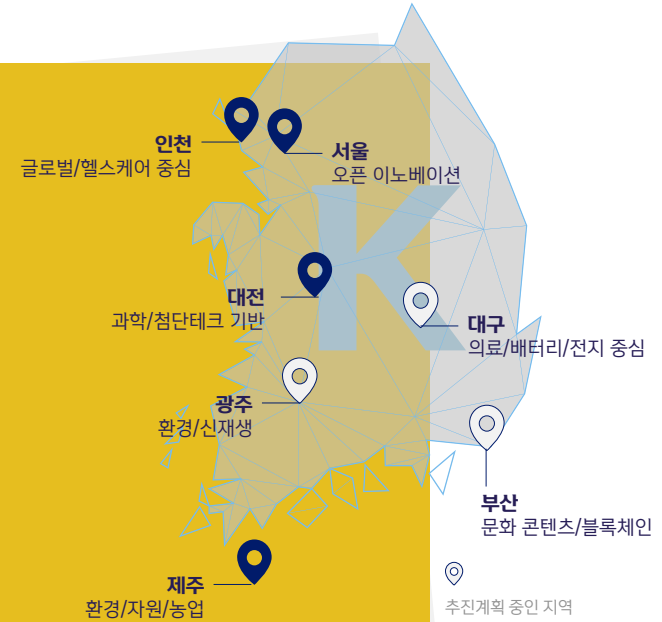 인천
글로벌/헬스케어 중심
서울
오픈 이노베이션
K
대전
과학/첨단테크 기반
대구
의료/배터리/전지 중심
광주
환경/신재생
부산
문화 콘텐츠/블록체인
제주
환경/자원/농업
추진계획 중인 지역